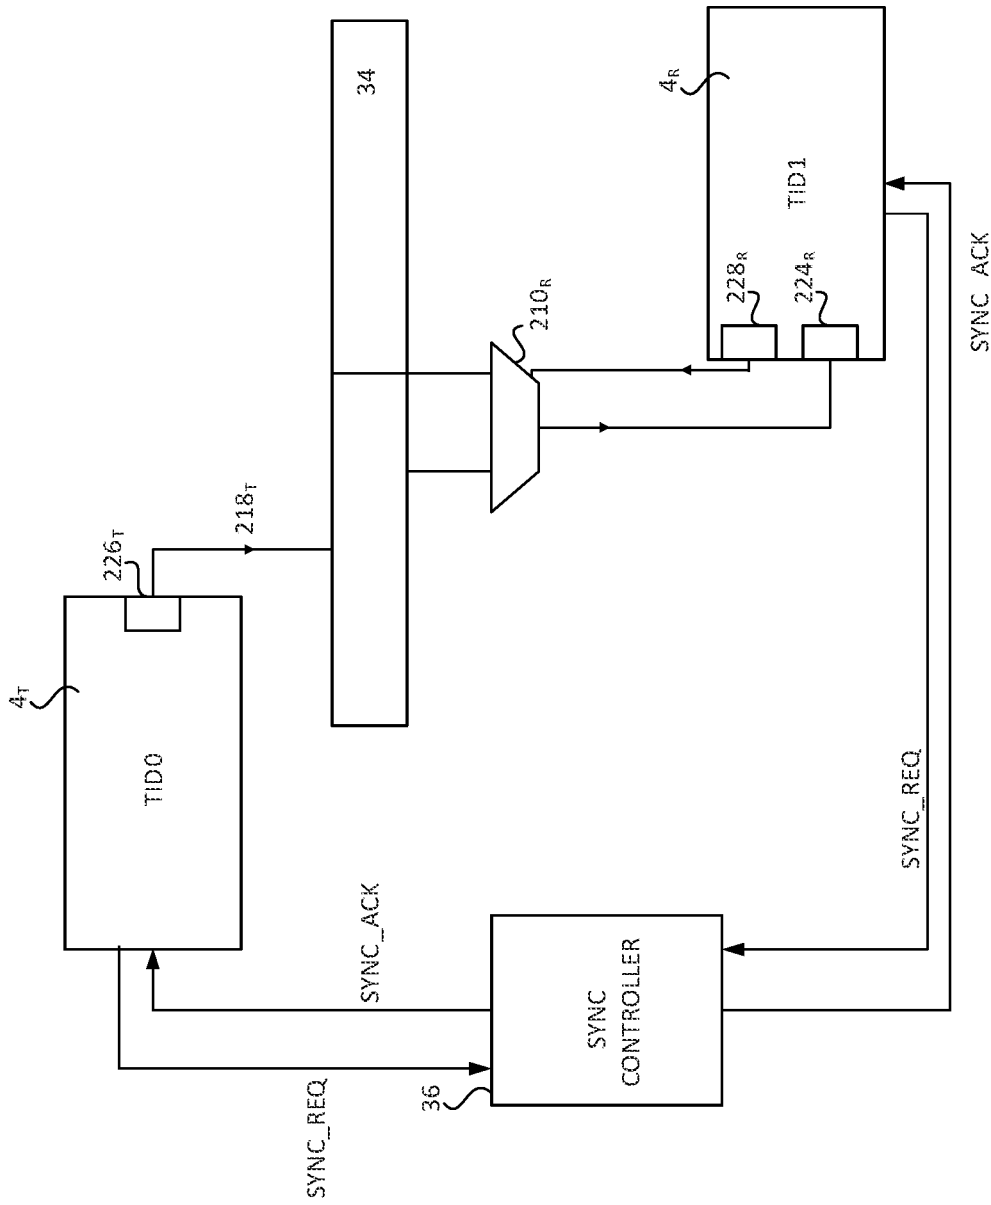 4T
TID0
226T
218T
34
210R
4R
TID1
228R
224R
SYNC_REQ
SYNC_ACK
36
SYNC
CONTROLLER
SYNC_REQ
SYNC_ACK